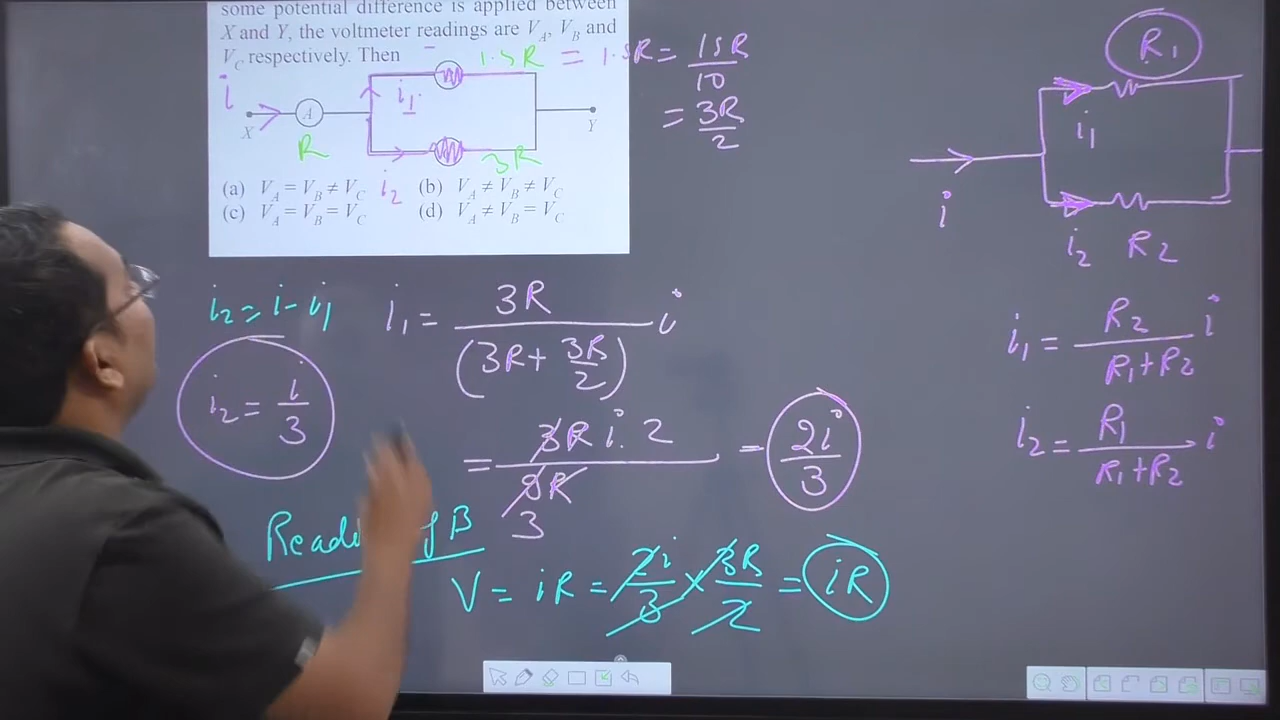 some potential difference is applied between
X and Y, the voltmeter readings are V_A, V_B and
V_C respectively. Then
1.5R = 1.5R = 15R/10
= 3R/2
i
i₁
A
X
Y
R
3R
i₂
(a) V_A = V_B ≠ V_C (b) V_A ≠ V_B ≠ V_C
(c) V_A = V_B = V_C (d) V_A ≠ V_B = V_C
R₁
i₁
i
i₂ R₂
i₁ = R₂/(R₁+R₂) i
i₂ = R₁/(R₁+R₂) i
i₂ = i - i₁
i₂ = i/3
i₁ = 3R/(3R + 3R/2) i
= 3R i . 2/9R 3 = 2i/3
of B
V = iR = 2i/3 × 3R/2 = iR